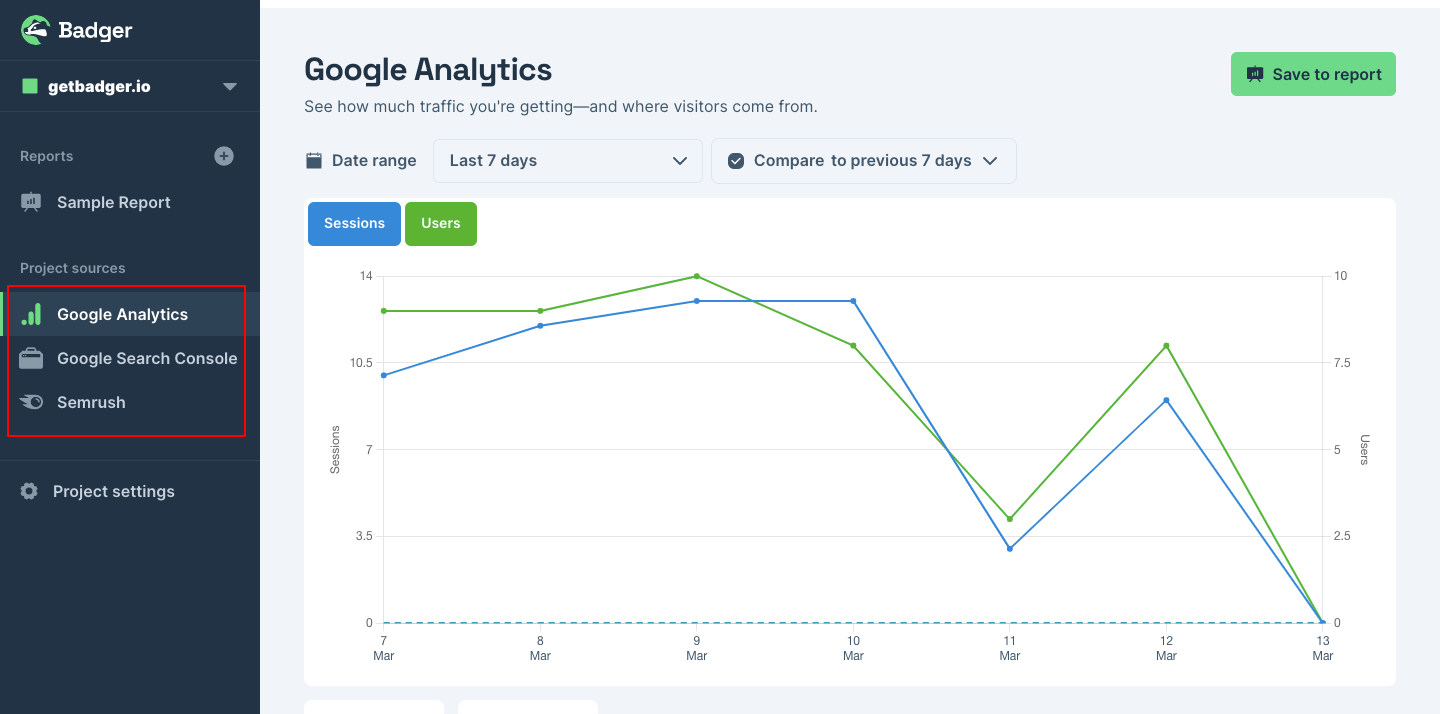 Badger
getbadger.io
Reports
Sample Report
Project sources
Google Analytics
Google Search Console
Semrush
Project settings
Google Analytics
See how much traffic you're getting—and where visitors come from.
Save to report
Date range
Last 7 days
Compare to previous 7 days
Sessions
Users
14
10.5
7
3.5
0
Sessions
10
7.5
5
2.5
0
Users
7 Mar
8 Mar
9 Mar
10 Mar
11 Mar
12 Mar
13 Mar